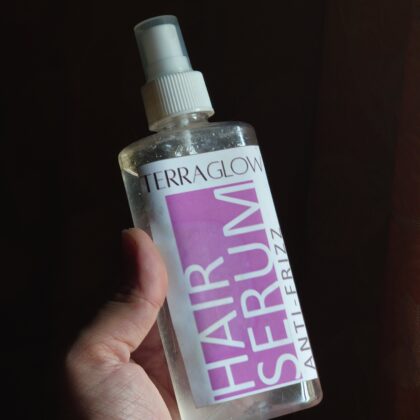 TERRAGLOW
HAIR
SERUM
ANTI-FRIZZ